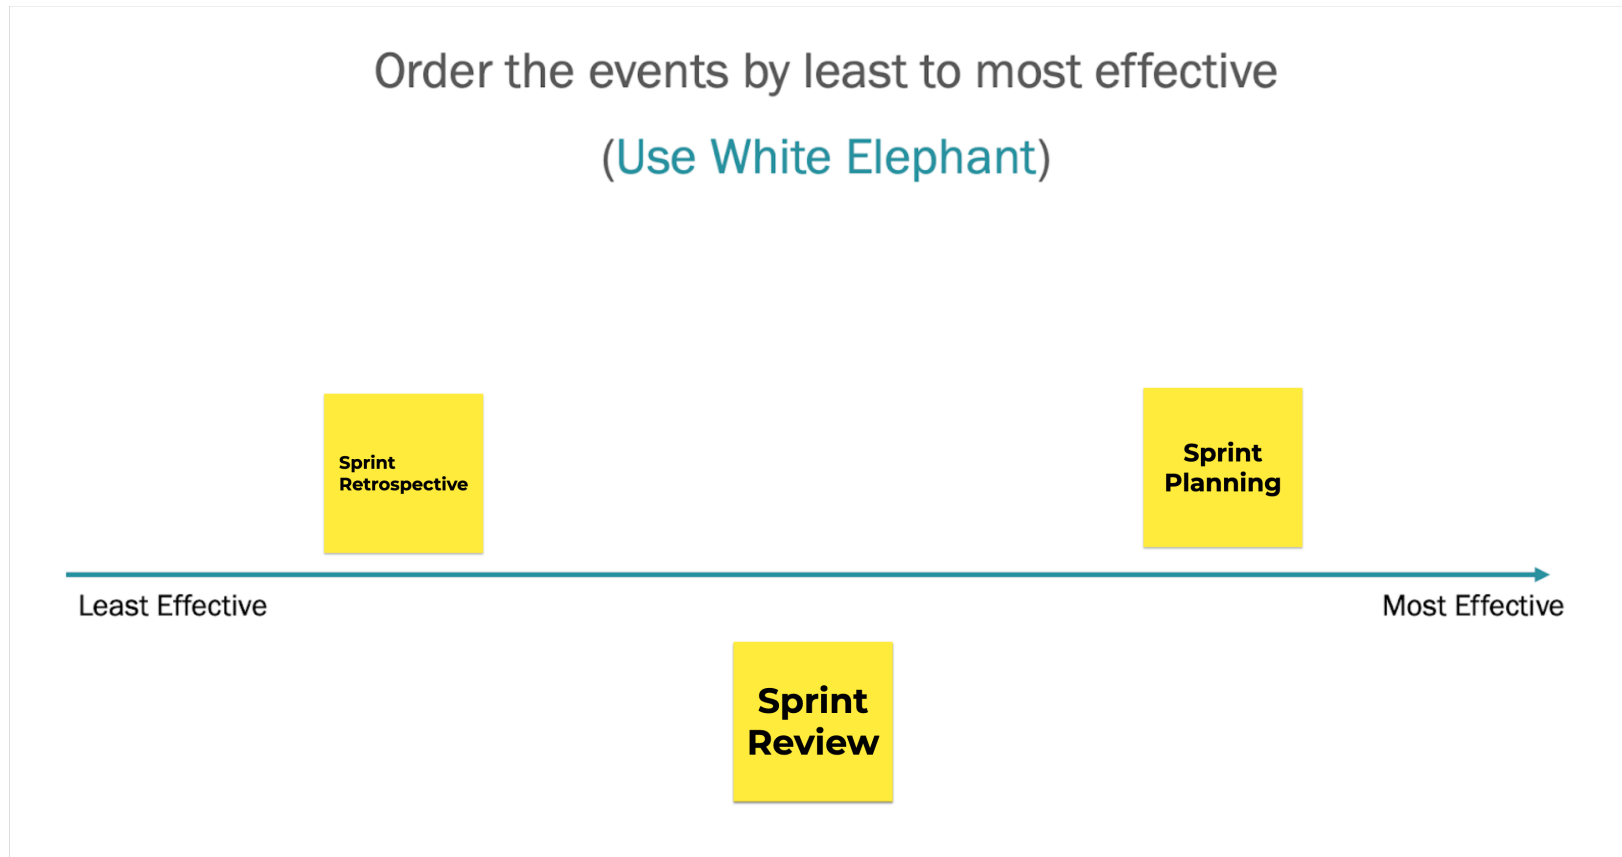 Order the events by least to most effective
(Use White Elephant)
Sprint
Retrospective
Sprint
Planning
Least Effective
Most Effective
Sprint
Review